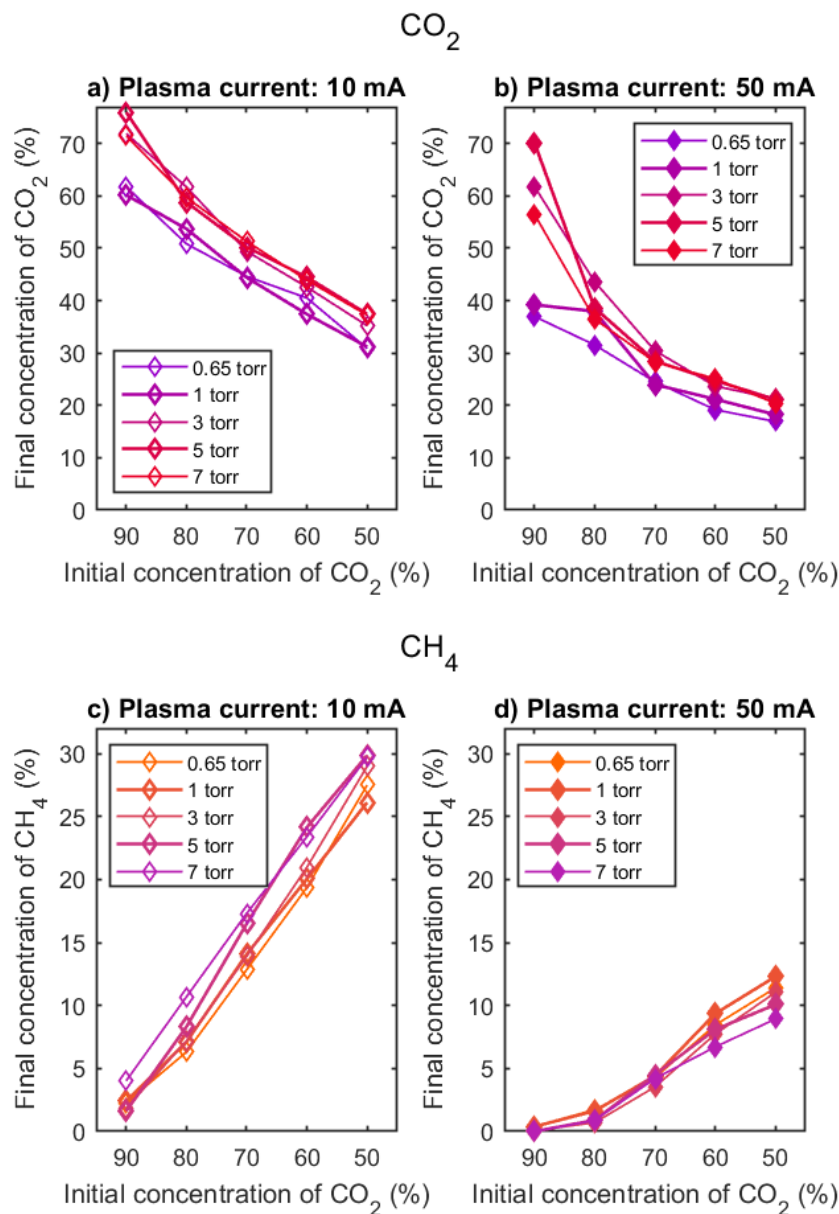 CO₂
a) Plasma current: 10 mA
Final concentration of CO₂ (%)
70
60
50
40
30
20
10
0
0.65 torr
1 torr
3 torr
5 torr
7 torr
90 80 70 60 50
Initial concentration of CO₂ (%)
b) Plasma current: 50 mA
Final concentration of CO₂ (%)
70
60
50
40
30
20
10
0
0.65 torr
1 torr
3 torr
5 torr
7 torr
90 80 70 60 50
Initial concentration of CO₂ (%)
CH₄
c) Plasma current: 10 mA
Final concentration of CH₄ (%)
30
25
20
15
10
5
0
0.65 torr
1 torr
3 torr
5 torr
7 torr
90 80 70 60 50
Initial concentration of CO₂ (%)
d) Plasma current: 50 mA
Final concentration of CH₄ (%)
30
25
20
15
10
5
0
0.65 torr
1 torr
3 torr
5 torr
7 torr
90 80 70 60 50
Initial concentration of CO₂ (%)